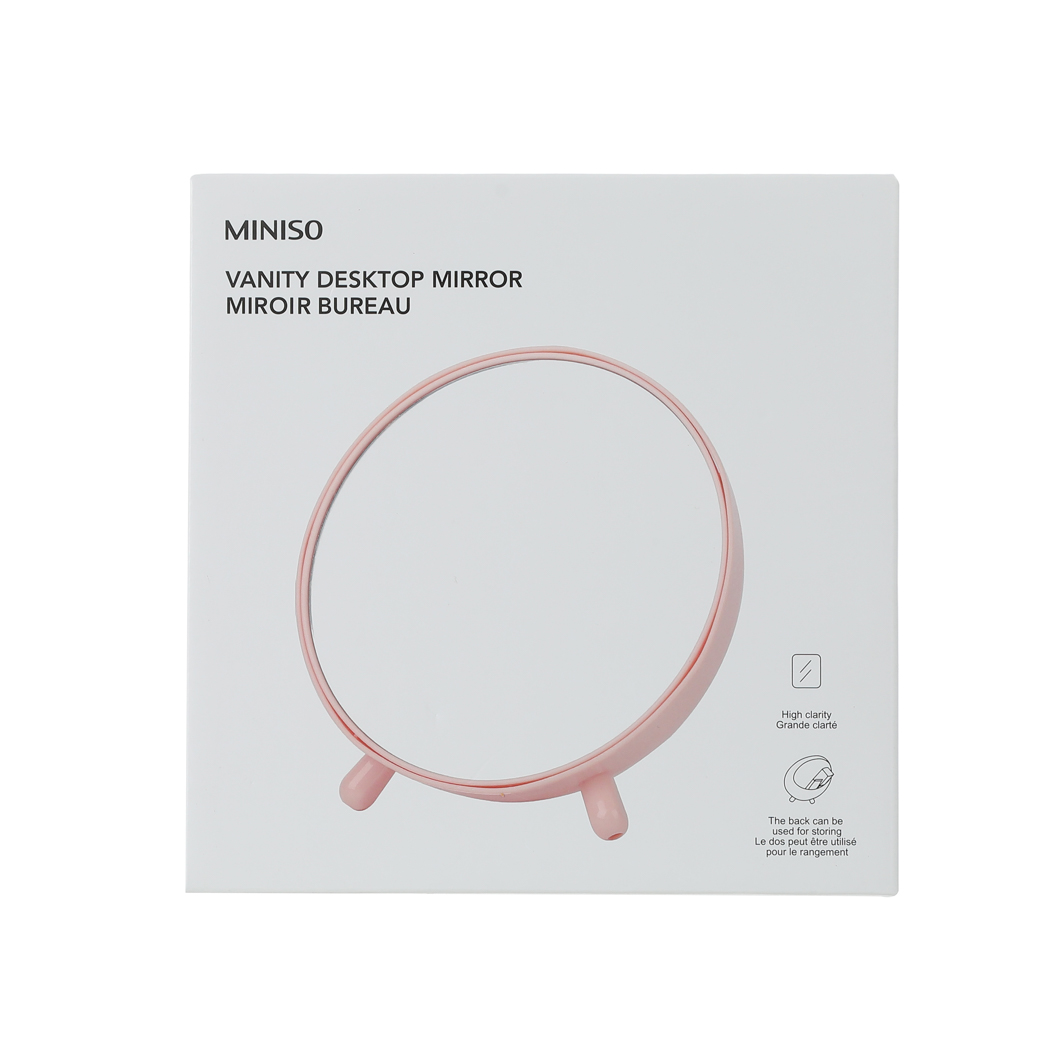 MINISO
VANITY DESKTOP MIRROR
MIROIR BUREAU
High clarity
Grande clarté
The back can be
used for storing
Le dos peut être utilisé
pour le rangement